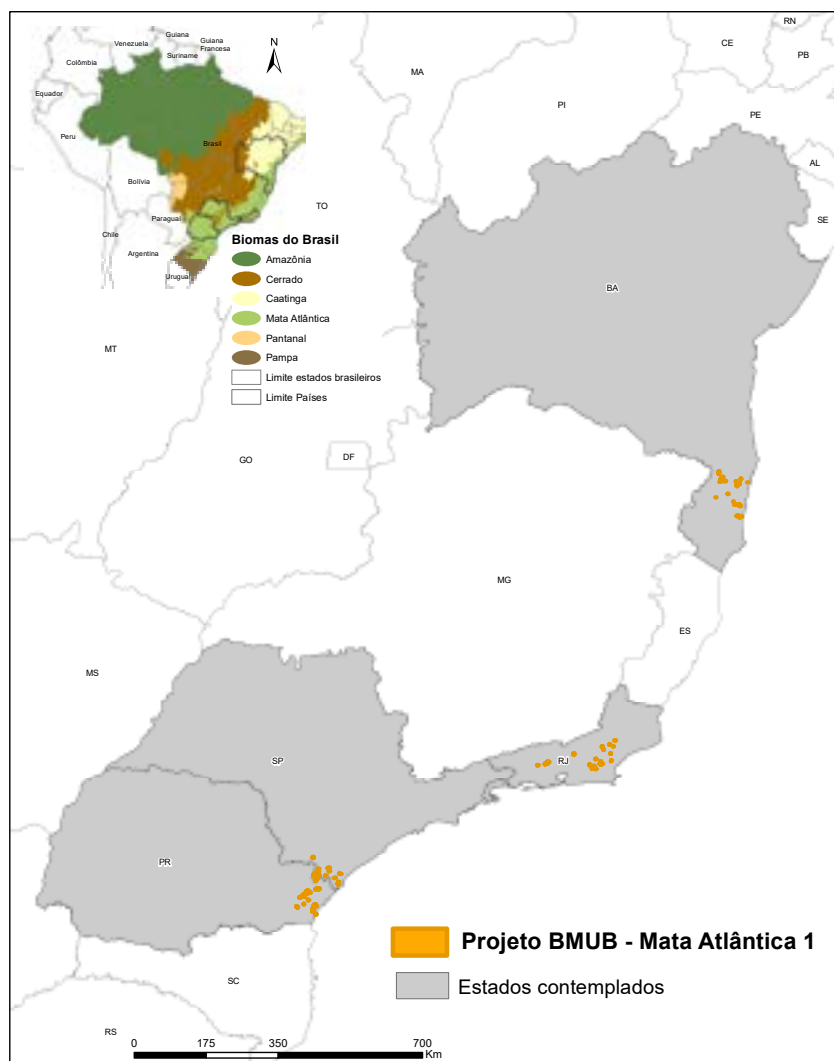 Guiana
Guiana
Francesa
Venezuela
Suriname
Colômbia
Equador
Peru
Brasil
Bolívia
Paraguai
Chile
Argentina
Uruguai
N
RN
CE
PB
MA
PI
PE
AL
SE
TO
BA
MT
GO
DF
MG
ES
MS
SP
RJ
PR
SC
RS
Biomas do Brasil
Amazônia
Cerrado
Caatinga
Mata Atlântica
Pantanal
Pampa
Limite estados brasileiros
Limite Países
Projeto BMUB - Mata Atlântica 1
Estados contemplados
0 175 350 700
Km